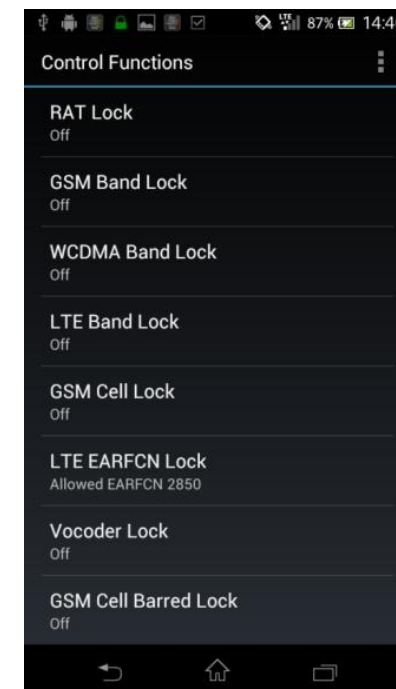 LTE 87% 14:4
Control Functions
RAT Lock
Off
GSM Band Lock
Off
WCDMA Band Lock
Off
LTE Band Lock
Off
GSM Cell Lock
Off
LTE EARFCN Lock
Allowed EARFCN 2850
Vocoder Lock
Off
GSM Cell Barred Lock
Off